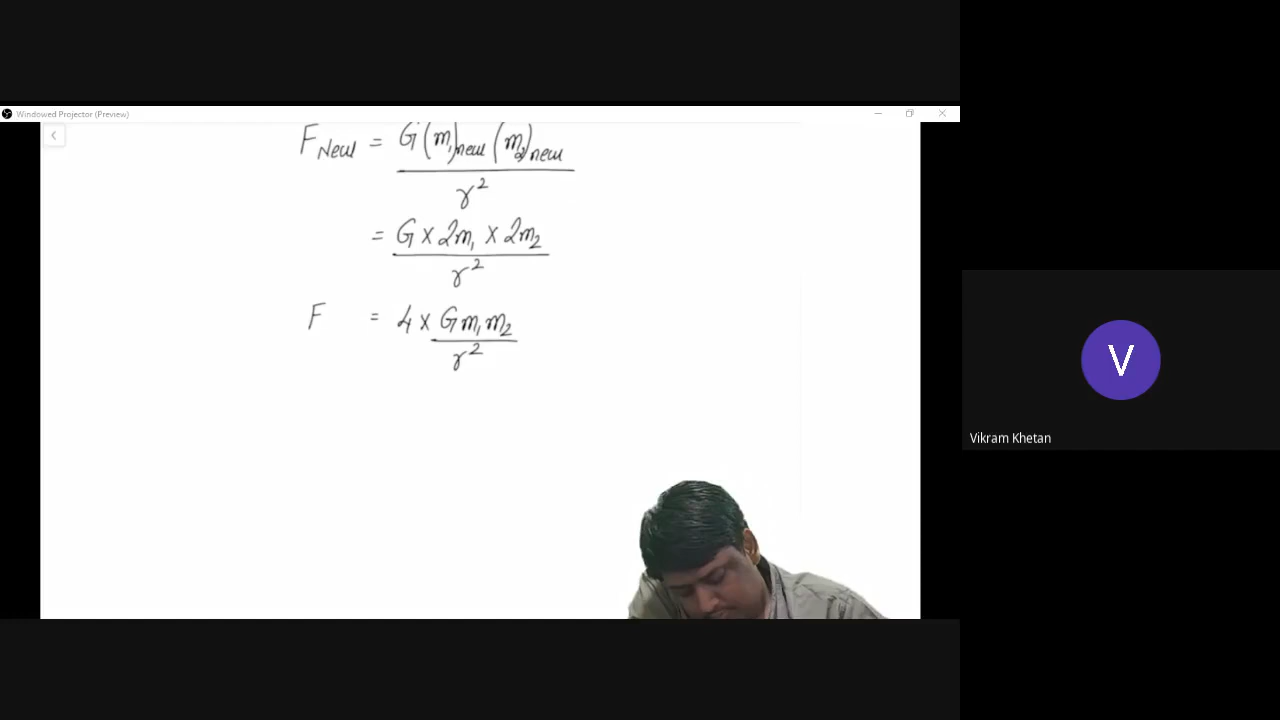 Windowed Projector (Preview)
F_New = G(m₁)new (m₂)new
r²
= G × 2m₁ × 2m₂
r²
F = 4 × Gm₁m₂
r²
V
Vikram Khetan